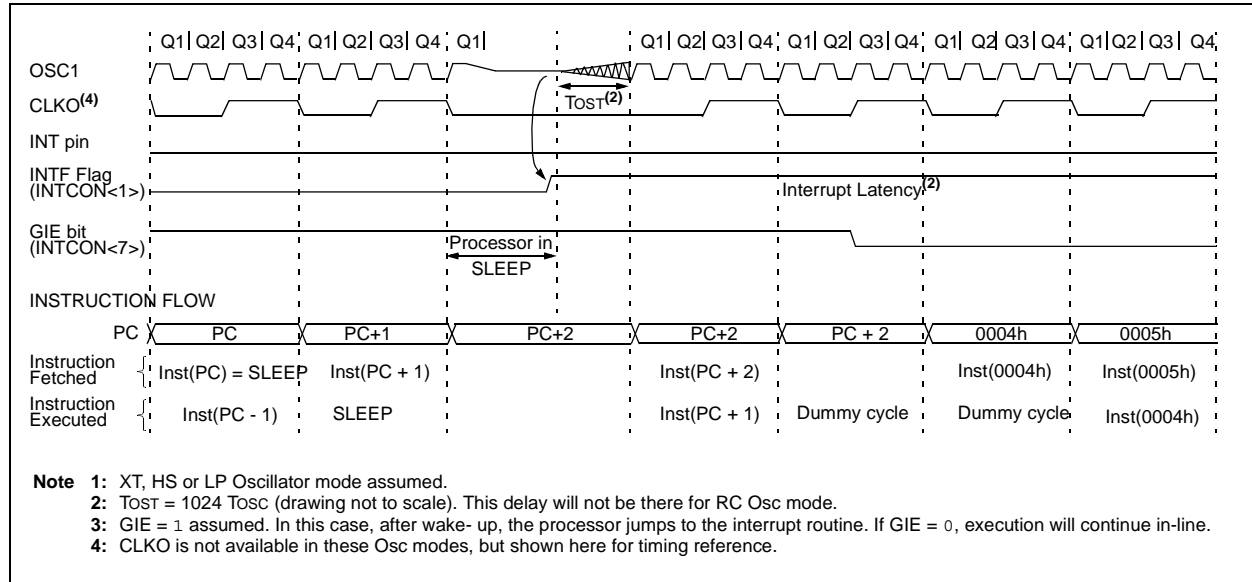 Q1 Q2 Q3 Q4 Q1 Q2 Q3 Q4 Q1 Q1 Q2 Q3 Q4 Q1 Q2 Q3 Q4 Q1 Q2 Q3 Q4 Q1 Q2 Q3 Q4
OSC1
CLKO(4)
TOST(2)
INT pin
INTF Flag
(INTCON<1>)
Interrupt Latency(2)
GIE bit
(INTCON<7>)
Processor in
SLEEP
INSTRUCTION FLOW
PC PC PC+1 PC+2 PC+2 PC + 2 0004h 0005h
Instruction
Fetched
Inst(PC) = SLEEP Inst(PC + 1) Inst(PC + 2) Inst(0004h) Inst(0005h)
Instruction
Executed
Inst(PC - 1) SLEEP Inst(PC + 1) Dummy cycle Dummy cycle Inst(0004h)
Note 1: XT, HS or LP Oscillator mode assumed.
2: TOST = 1024 TOSC (drawing not to scale). This delay will not be there for RC Osc mode.
3: GIE = 1 assumed. In this case, after wake- up, the processor jumps to the interrupt routine. If GIE = 0, execution will continue in-line.
4: CLKO is not available in these Osc modes, but shown here for timing reference.